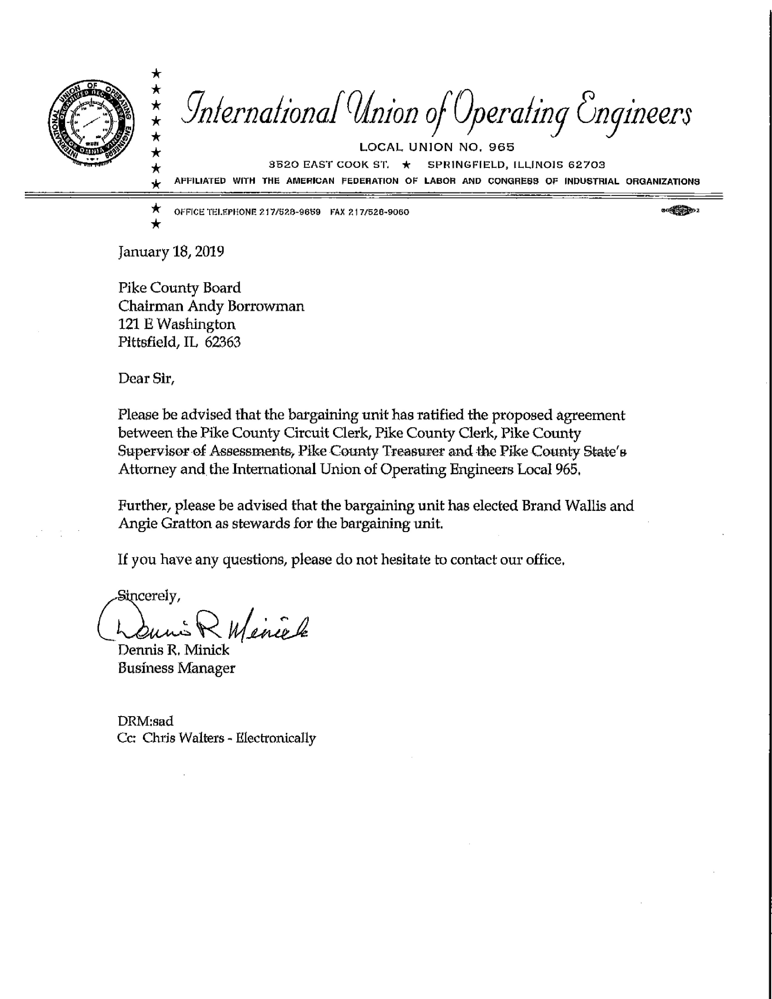 INTERNATIONAL UNION OF OPERATING ENGINEERS
ORGANIZED DEC. 7, 1896
LABOR OMNIA VINCIT
International Union of Operating Engineers
LOCAL UNION NO. 965
3520 EAST COOK ST. ★ SPRINGFIELD, ILLINOIS 62703
AFFILIATED WITH THE AMERICAN FEDERATION OF LABOR AND CONGRESS OF INDUSTRIAL ORGANIZATIONS
OFFICE TELEPHONE 217/528-9659 FAX 217/528-9060
January 18, 2019
Pike County Board
Chairman Andy Borrowman
121 E Washington
Pittsfield, IL 62363
Dear Sir,
Please be advised that the bargaining unit has ratified the proposed agreement
between the Pike County Circuit Clerk, Pike County Clerk, Pike County
Supervisor of Assessments, Pike County Treasurer and the Pike County State's
Attorney and the International Union of Operating Engineers Local 965.
Further, please be advised that the bargaining unit has elected Brand Wallis and
Angie Gratton as stewards for the bargaining unit.
If you have any questions, please do not hesitate to contact our office.
Sincerely,
Dennis R Minick
Dennis R. Minick
Business Manager
DRM:sad
Cc: Chris Walters - Electronically